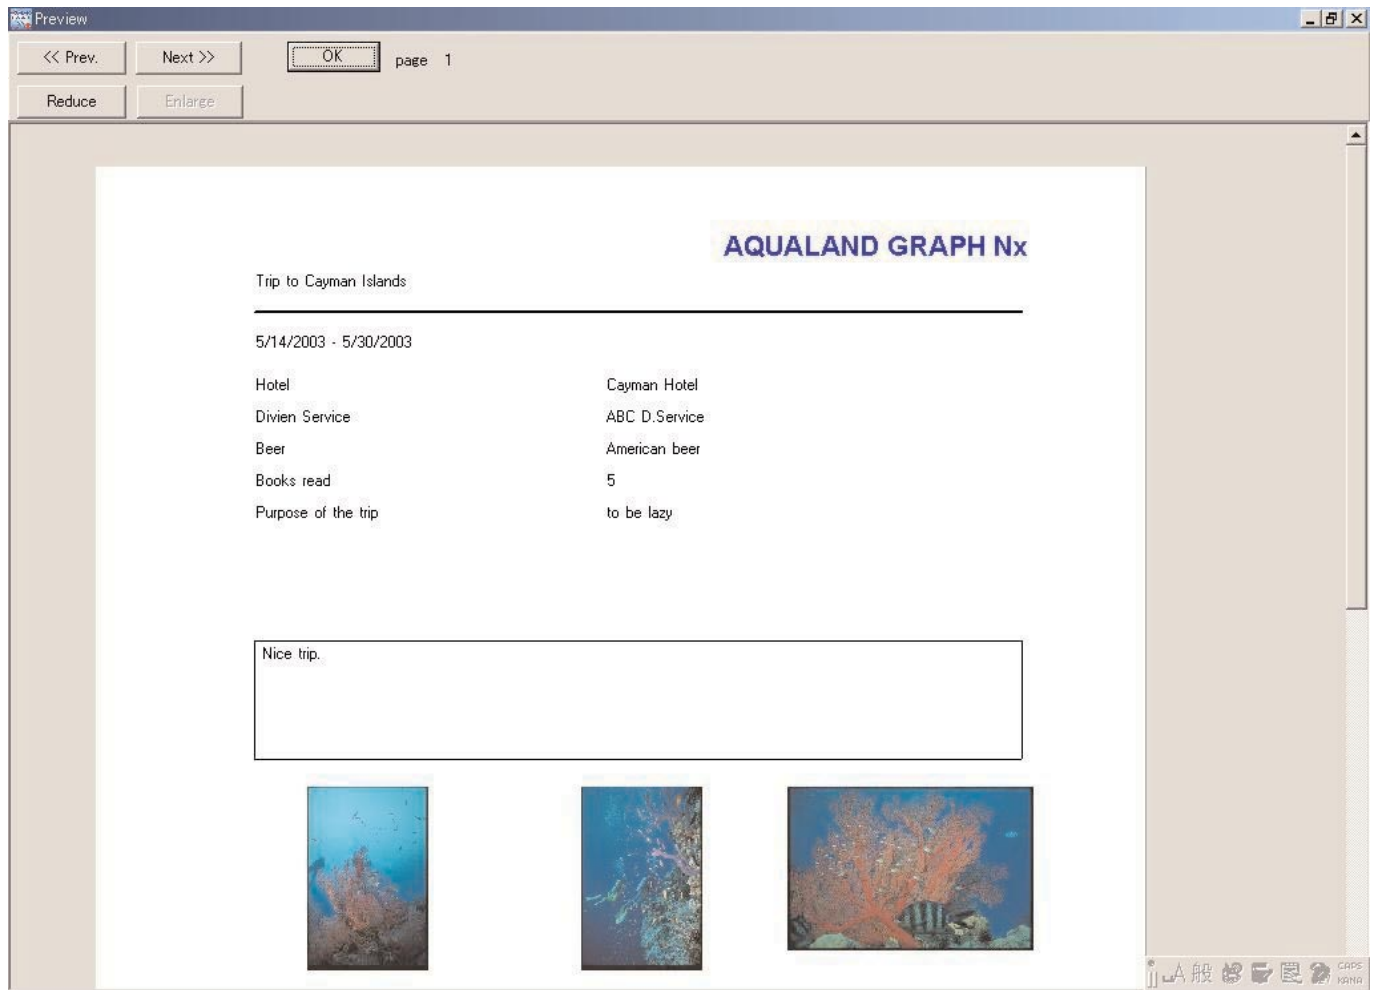 Preview
<< Prev. Next >> OK page 1
Reduce Enlarge
AQUALAND GRAPH Nx
Trip to Cayman Islands
5/14/2003 - 5/30/2003
Hotel Cayman Hotel
Divien Service ABC D.Service
Beer American beer
Books read 5
Purpose of the trip to be lazy
Nice trip.
A 般 CAPS
KANA